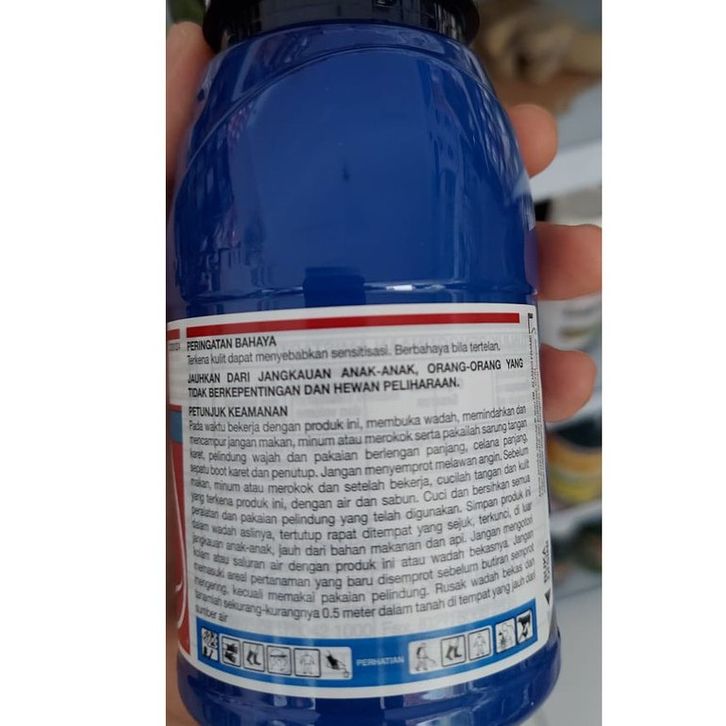 PERINGATAN BAHAYA
Terkena kulit dapat menyebabkan sensitisasi. Berbahaya bila tertelan.
JAUHKAN DARI JANGKAUAN ANAK-ANAK, ORANG-ORANG YANG
TIDAK BERKEPENTINGAN DAN HEWAN PELIHARAAN.
PETUNJUK KEAMANAN
Pada waktu bekerja dengan produk ini, membuka wadah, memindahkan dan
mencampur jangan makan, minum atau merokok serta pakailah sarung tangan
karet, pelindung wajah dan pakaian berlengan panjang, celana panjang,
sepatu boot karet dan penutup. Jangan menyemprot melawan angin. Sebelum
makan, minum atau merokok dan setelah bekerja, cucilah tangan dan kulit
yang terkena produk ini, dengan air dan sabun. Cuci dan bersihkan semua
peralatan dan pakaian pelindung yang telah digunakan. Simpan produk ini
dalam wadah aslinya, tertutup rapat ditempat yang sejuk, terkunci, di luar
jangkauan anak-anak, jauh dari bahan makanan dan api. Jangan mengotori
kolam atau saluran air dengan produk ini atau wadah bekasnya. Jangan
memasuki areal pertanaman yang baru disemprot sebelum butiran semprot
mengering, kecuali memakai pakaian pelindung. Rusak wadah bekas dan
tanamlah sekurang-kurangnya 0.5 meter dalam tanah di tempat yang jauh dari
sumber air
PERHATIAN
BUKA